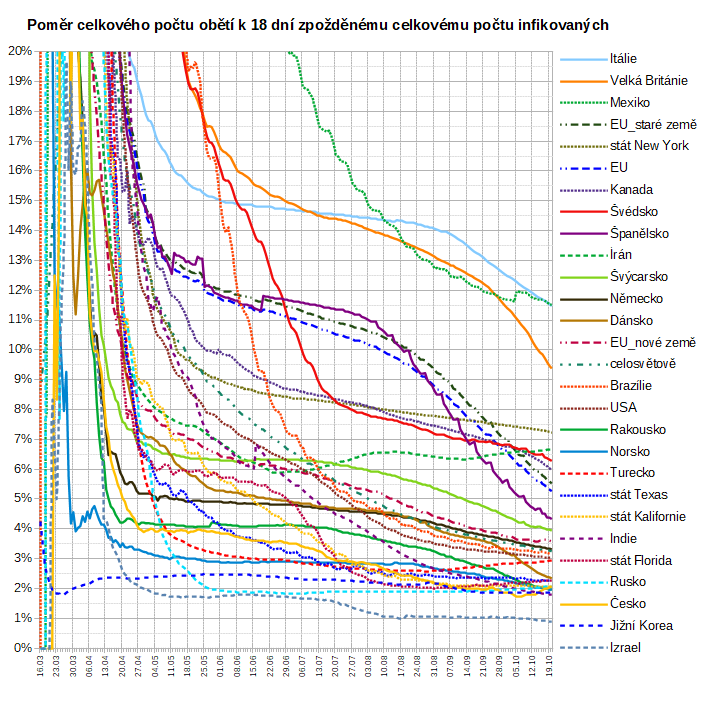 Poměr celkového počtu obětí k 18 dní zpožděnému celkovému počtu infikovaných
20%
19%
18%
17%
16%
15%
14%
13%
12%
11%
10%
9%
8%
7%
6%
5%
4%
3%
2%
1%
0%
16.03
23.03
30.03
06.04
13.04
20.04
27.04
04.05
11.05
18.05
25.05
01.06
08.06
15.06
22.06
29.06
06.07
13.07
20.07
27.07
03.08
10.08
17.08
24.08
31.08
07.09
14.09
21.09
28.09
05.10
12.10
19.10
Itálie
Velká Británie
Mexiko
EU_staré země
stát New York
EU
Kanada
Švédsko
Španělsko
Írán
Švýcarsko
Německo
Dánsko
EU_nové země
celosvětově
Brazílie
USA
Rakousko
Norsko
Turecko
stát Texas
stát Kalifornie
Indie
stát Florida
Rusko
Česko
Jižní Korea
Izrael